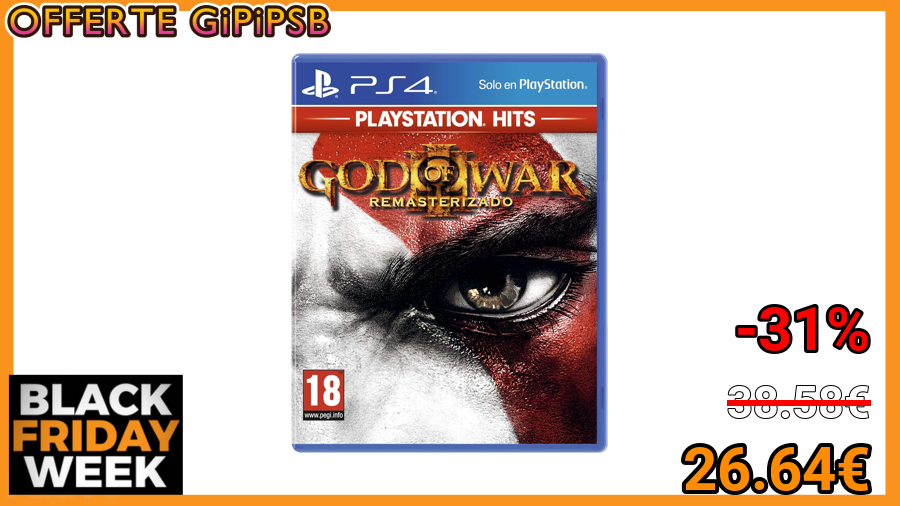 OFFERTE GiPiPSB
PS4
Solo en PlayStation®
PLAYSTATION® HITS
GOD OF WAR III
REMASTERIZADO
18
www.pegi.info
BLACK
FRIDAY
WEEK
-31%
38.58€
26.64€